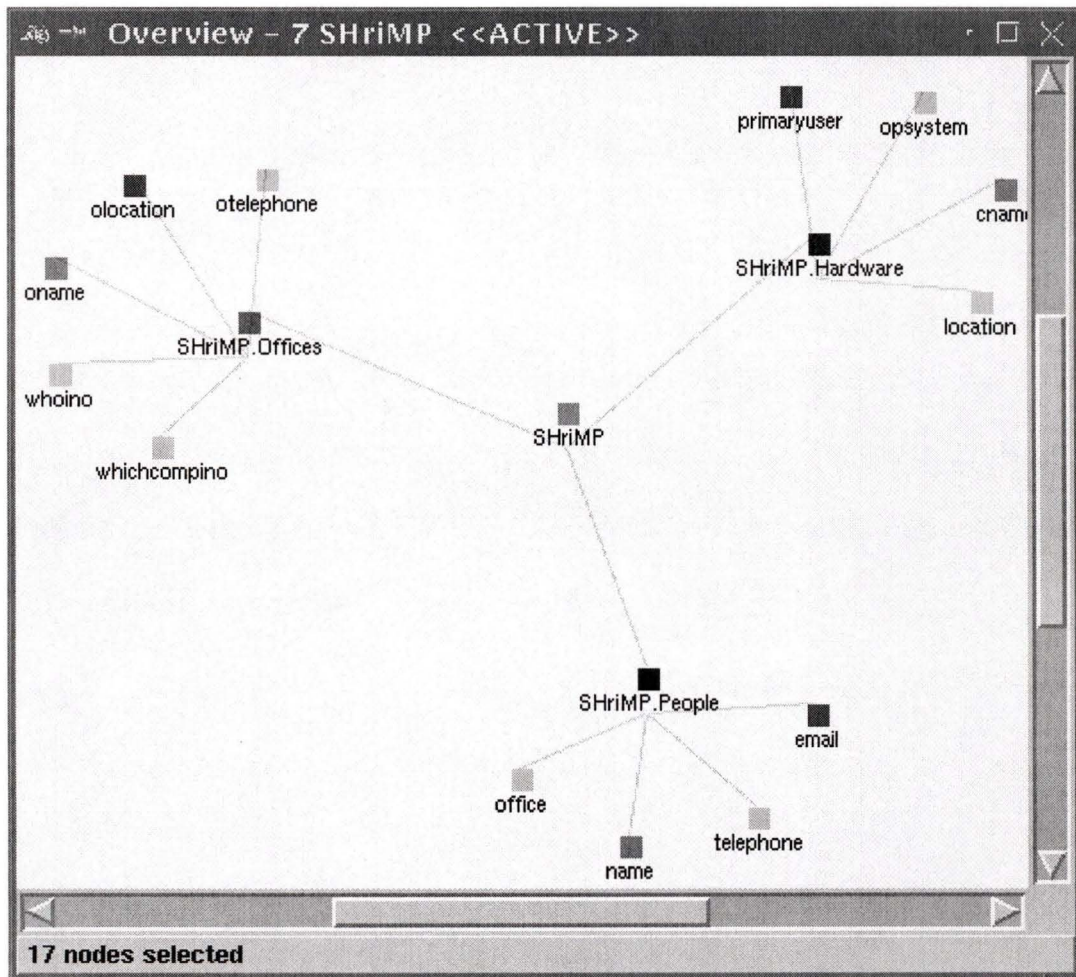 Overview - 7 SHriMP <<ACTIVE>>
primaryuser
opsystem
olocation
otelephone
cname
SHriMP.Hardware
oname
location
SHriMP.Offices
whoino
SHriMP
whichcompino
SHriMP.People
email
office
telephone
name
17 nodes selected